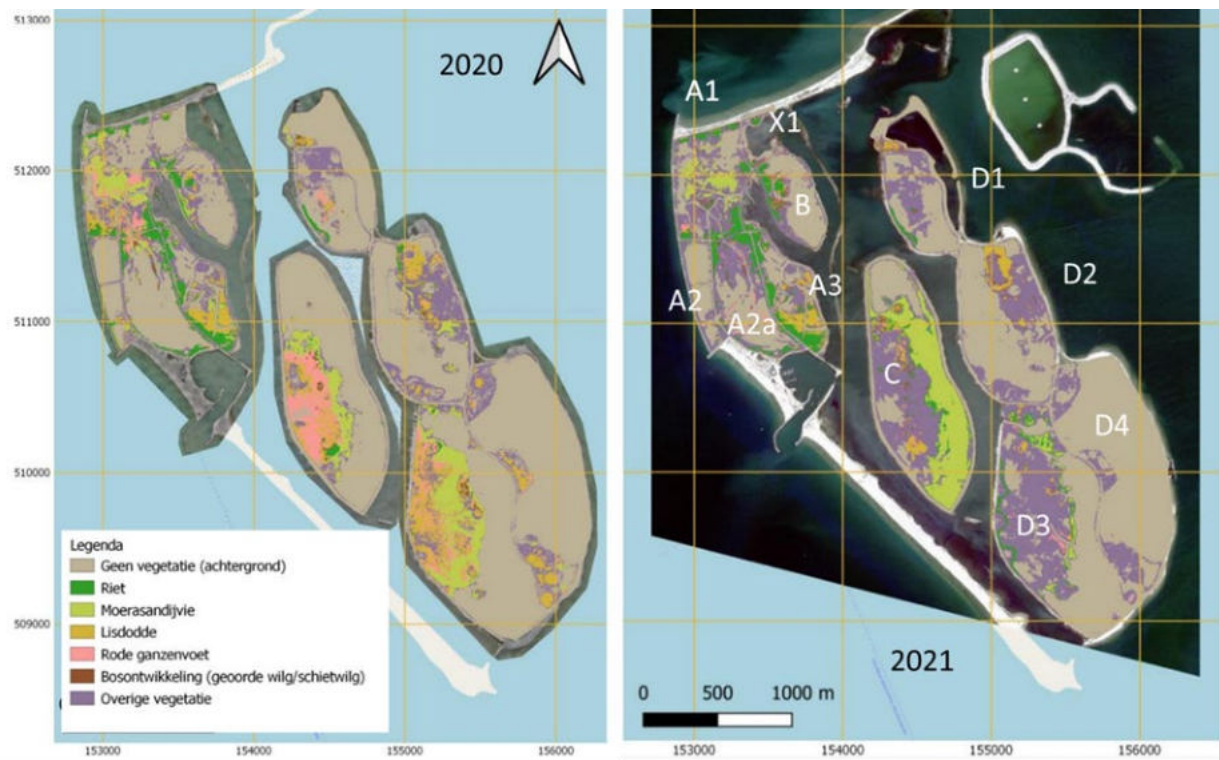 2020
513000
512000
511000
510000
509000
153000
154000
155000
156000
Legenda
Geen vegetatie (achtergrond)
Riet
Moerasandijvie
Lisdodde
Rode ganzenvoet
Bosontwikkeling (geoorde wilg/schietwilg)
Overige vegetatie
A1
X1
D1
B
A3
D2
A2
A2a
C
D4
D3
2021
0 500 1000 m
153000
154000
155000
156000